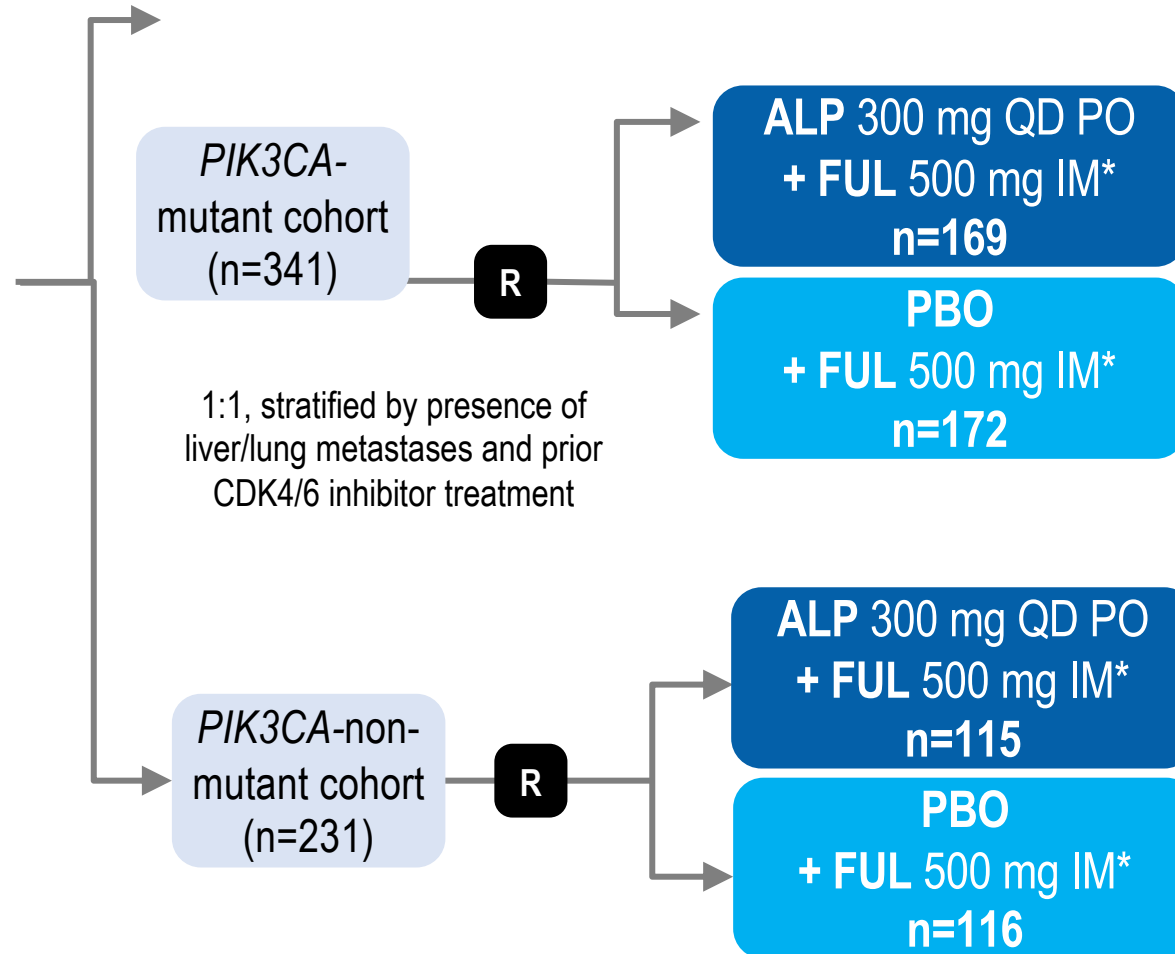 PIK3CA-
mutant cohort
(n=341)
R
ALP 300 mg QD PO
+ FUL 500 mg IM*
n=169
PBO
+ FUL 500 mg IM*
n=172
1:1, stratified by presence of
liver/lung metastases and prior
CDK4/6 inhibitor treatment
PIK3CA-non-
mutant cohort
(n=231)
R
ALP 300 mg QD PO
+ FUL 500 mg IM*
n=115
PBO
+ FUL 500 mg IM*
n=116